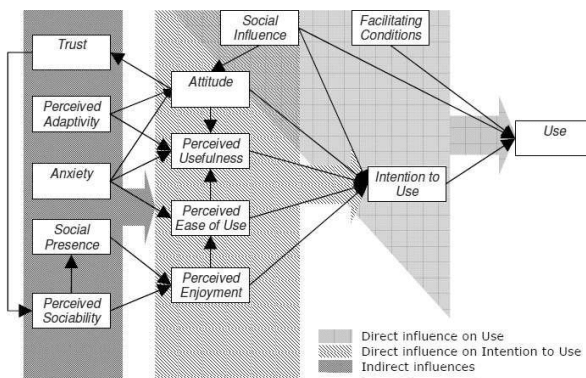 Social
Influence
Facilitating
Conditions
Trust
Attitude
Perceived
Adaptivity
Perceived
Usefulness
Use
Anxiety
Intention to
Use
Social
Presence
Perceived
Ease of Use
Perceived
Sociability
Perceived
Enjoyment
Direct influence on Use
Direct influence on Intention to Use
Indirect influences